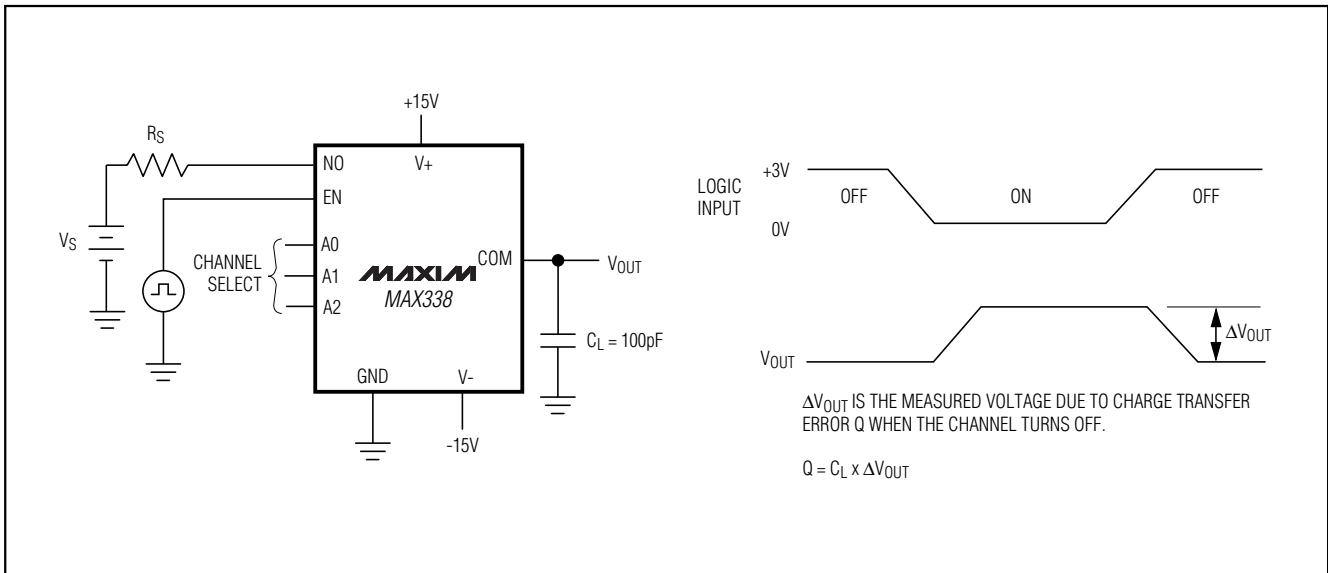 +15V
R_S
NO
V+
EN
V_S
A0
CHANNEL
SELECT
A1
A2
MAXIM
MAX338
COM
V_OUT
C_L = 100pF
GND
V-
-15V
LOGIC
INPUT
+3V
0V
OFF
ON
OFF
V_OUT
ΔV_OUT
ΔV_OUT IS THE MEASURED VOLTAGE DUE TO CHARGE TRANSFER
ERROR Q WHEN THE CHANNEL TURNS OFF.
Q = C_L x ΔV_OUT